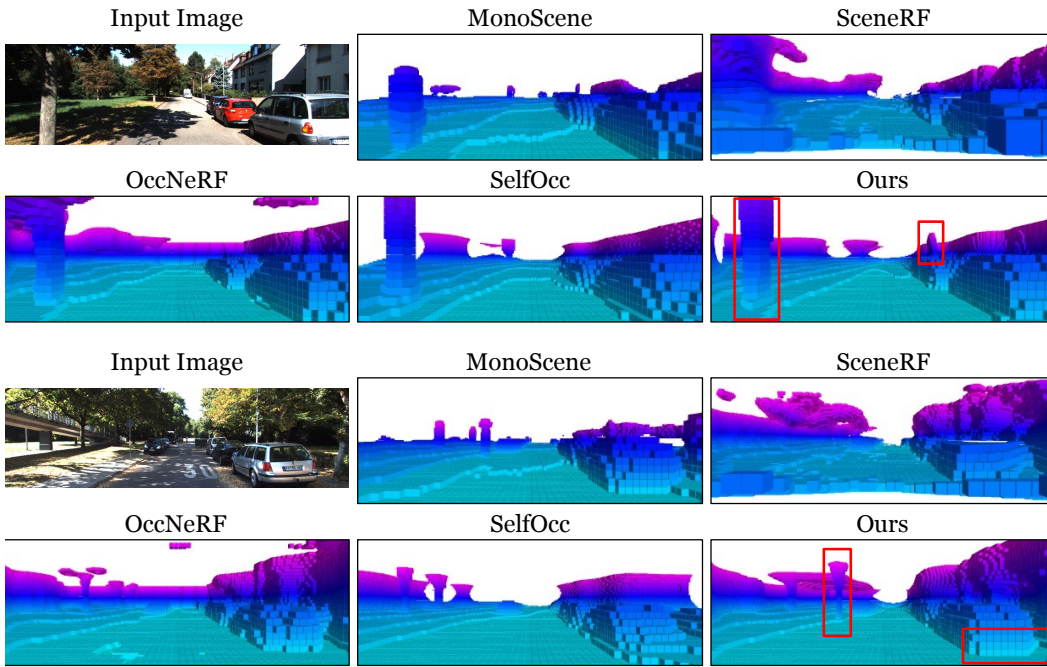 Input Image MonoScene SceneRF
OccNeRF SelfOcc Ours
Input Image MonoScene SceneRF
30
OccNeRF SelfOcc Ours